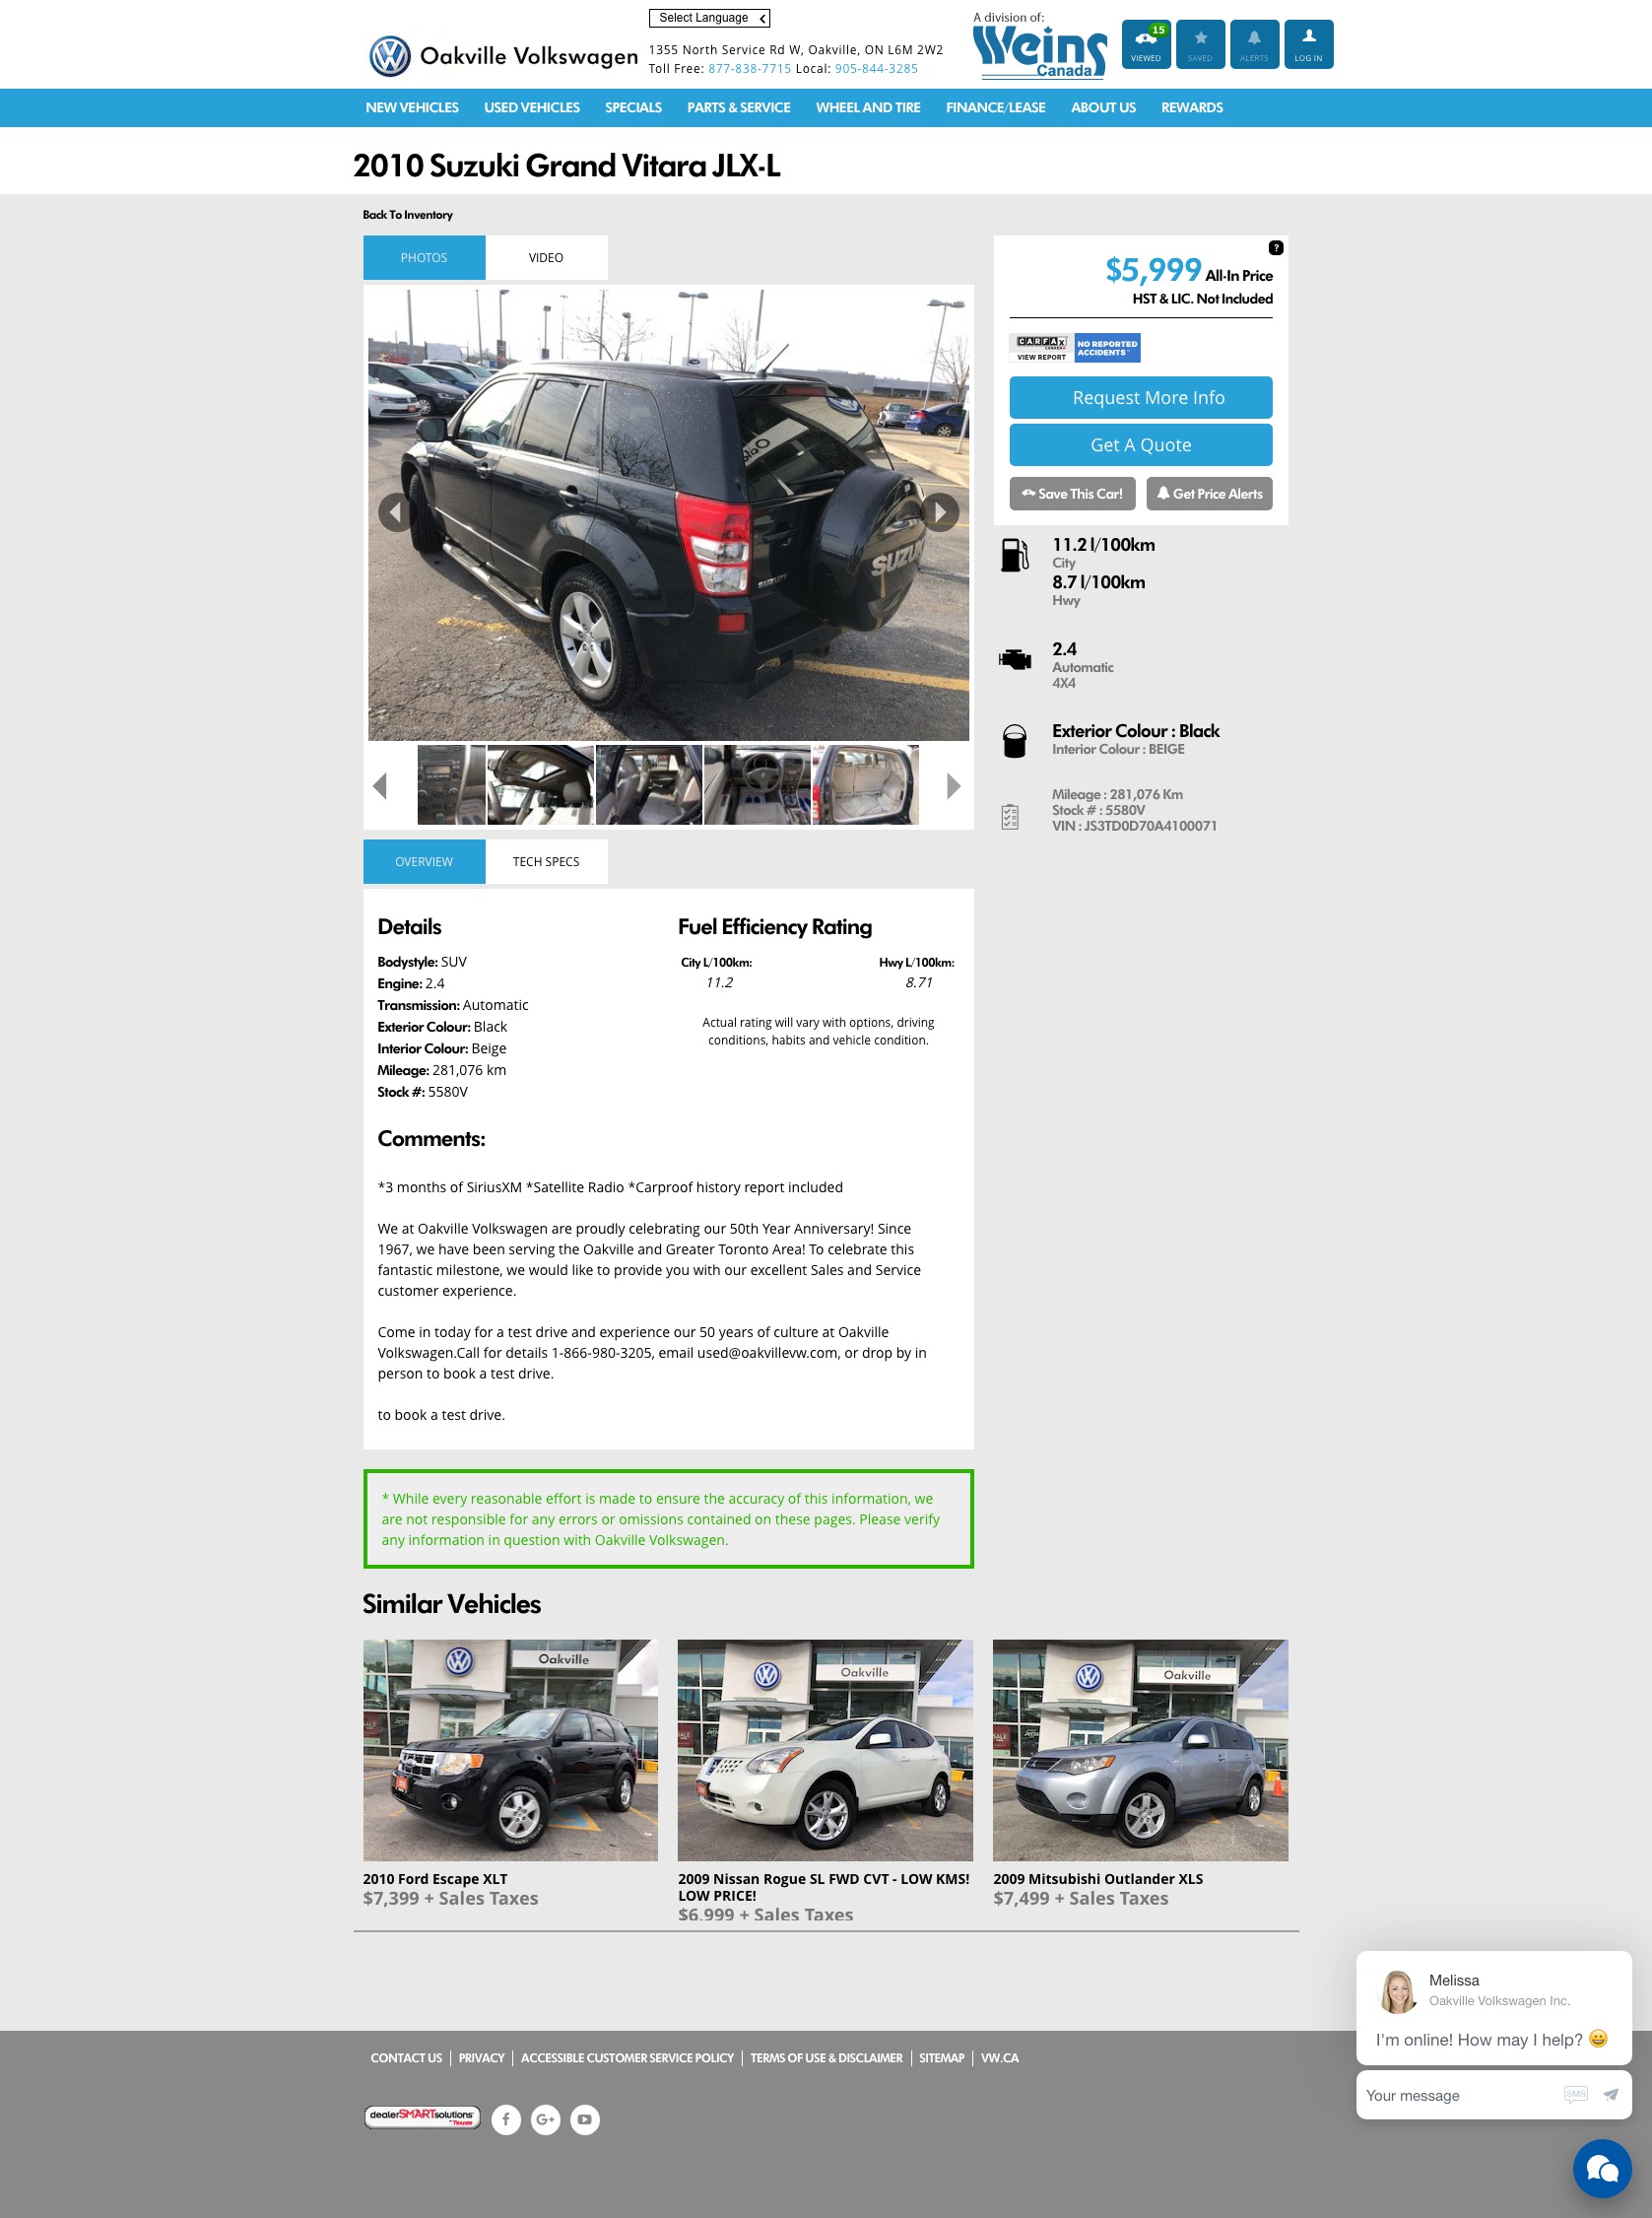 Select Language
Oakville Volkswagen
1355 North Service Rd W, Oakville, ON L6M 2W2
Toll Free: 877-838-7715 Local: 905-844-3285
A division of:
Weins
Canada
15
VIEWED
SAVED
ALERTS
LOG IN
NEW VEHICLES USED VEHICLES SPECIALS PARTS & SERVICE WHEEL AND TIRE FINANCE/LEASE ABOUT US REWARDS
2010 Suzuki Grand Vitara JLX-L
Back To Inventory
PHOTOS
VIDEO
SUZUKI
SUZUKI
?
$5,999 All-In Price
HST & LIC. Not Included
CARFAX
CANADA
VIEW REPORT
NO REPORTED
ACCIDENTS
Request More Info
Get A Quote
Save This Car!
Get Price Alerts
11.2 l/100km
City
8.7 l/100km
Hwy
2.4
Automatic
4X4
Exterior Colour : Black
Interior Colour : BEIGE
Mileage : 281,076 Km
Stock # : 5580V
VIN : JS3TD0D70A4100071
OVERVIEW
TECH SPECS
Details
Bodystyle: SUV
Engine: 2.4
Transmission: Automatic
Exterior Colour: Black
Interior Colour: Beige
Mileage: 281,076 km
Stock #: 5580V
Fuel Efficiency Rating
City L/100km: Hwy L/100km:
11.2 8.71
Actual rating will vary with options, driving
conditions, habits and vehicle condition.
Comments:
*3 months of SiriusXM *Satellite Radio *Carproof history report included
We at Oakville Volkswagen are proudly celebrating our 50th Year Anniversary! Since
1967, we have been serving the Oakville and Greater Toronto Area! To celebrate this
fantastic milestone, we would like to provide you with our excellent Sales and Service
customer experience.
Come in today for a test drive and experience our 50 years of culture at Oakville
Volkswagen.Call for details 1-866-980-3205, email used@oakvillevw.com, or drop by in
person to book a test drive.
to book a test drive.
* While every reasonable effort is made to ensure the accuracy of this information, we
are not responsible for any errors or omissions contained on these pages. Please verify
any information in question with Oakville Volkswagen.
Similar Vehicles
Oakville
Oakville
Oakville
2010 Ford Escape XLT
$7,399 + Sales Taxes
2009 Nissan Rogue SL FWD CVT - LOW KMS!
LOW PRICE!
$6,999 + Sales Taxes
2009 Mitsubishi Outlander XLS
$7,499 + Sales Taxes
Melissa
Oakville Volkswagen Inc.
I'm online! How may I help? 😀
Your message
SMS
CONTACT US PRIVACY ACCESSIBLE CUSTOMER SERVICE POLICY TERMS OF USE & DISCLAIMER SITEMAP VW.CA
dealerSMARTsolutions
by TRADER
f
G+